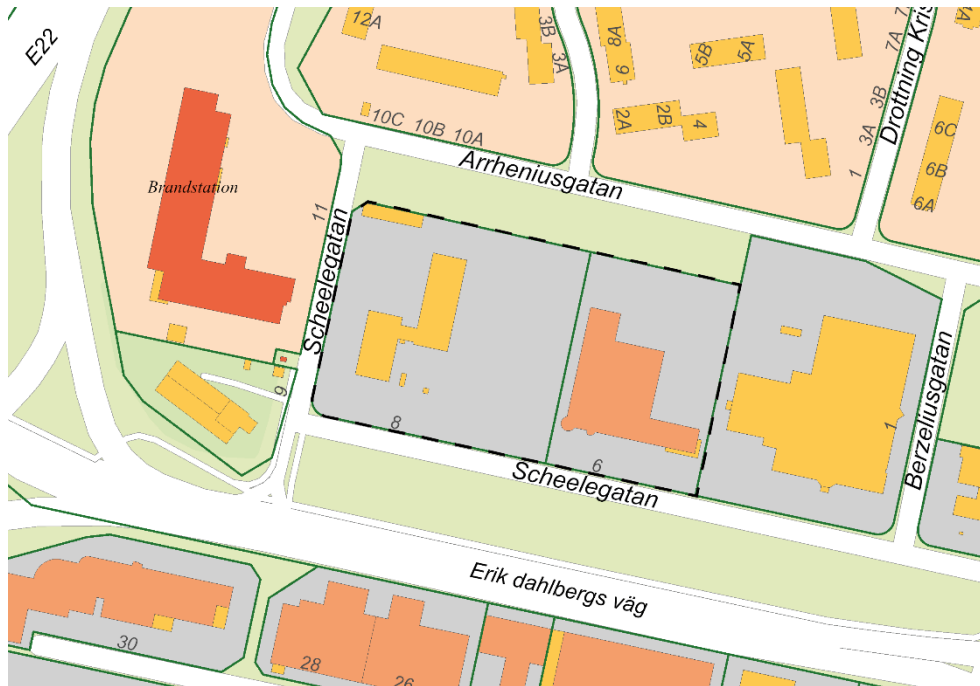 E22
12A
3B
3A
8A
6
5B
5A
7A
Drottning Kris
3B
3A
1
2A
2B
4
6C
6B
6A
10C
10B
10A
Arrheniusgatan
Brandstation
11
Scheelegatan
9
8
6
Scheelegatan
1
Berzeliusgatan
Erik dahlbergs väg
30
28
26